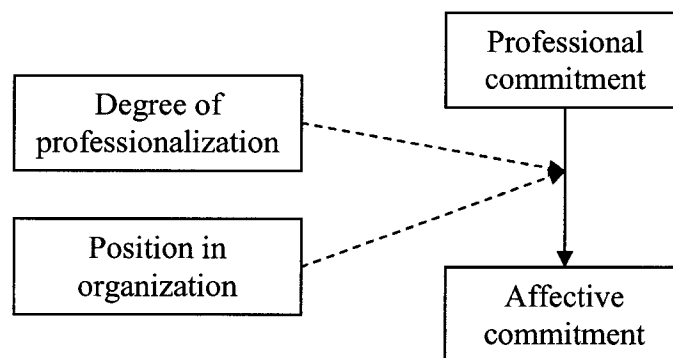 Professional
commitment
Degree of
professionalization
Position in
organization
Affective
commitment